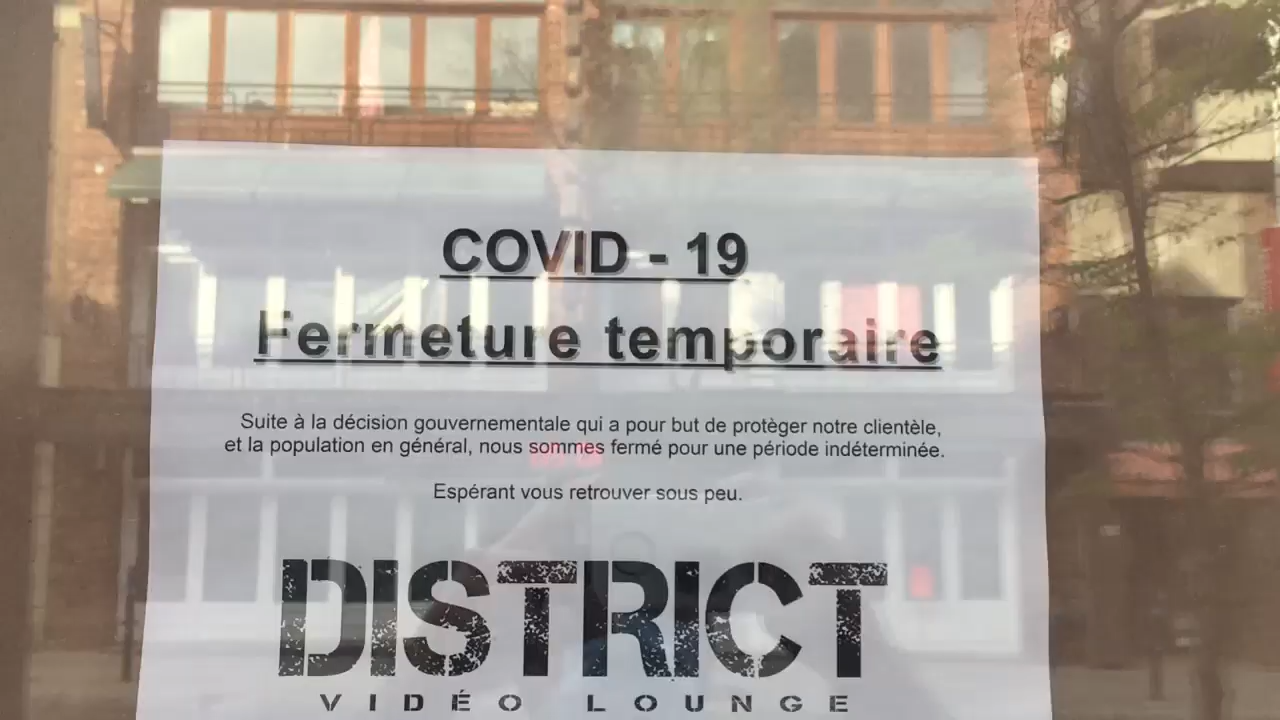 COVID - 19
Fermeture temporaire
Suite à la décision gouvernementale qui a pour but de protèger notre clientèle,
et la population en général, nous sommes fermé pour une période indéterminée.
Espérant vous retrouver sous peu.
DISTRICT
VIDÉO LOUNGE